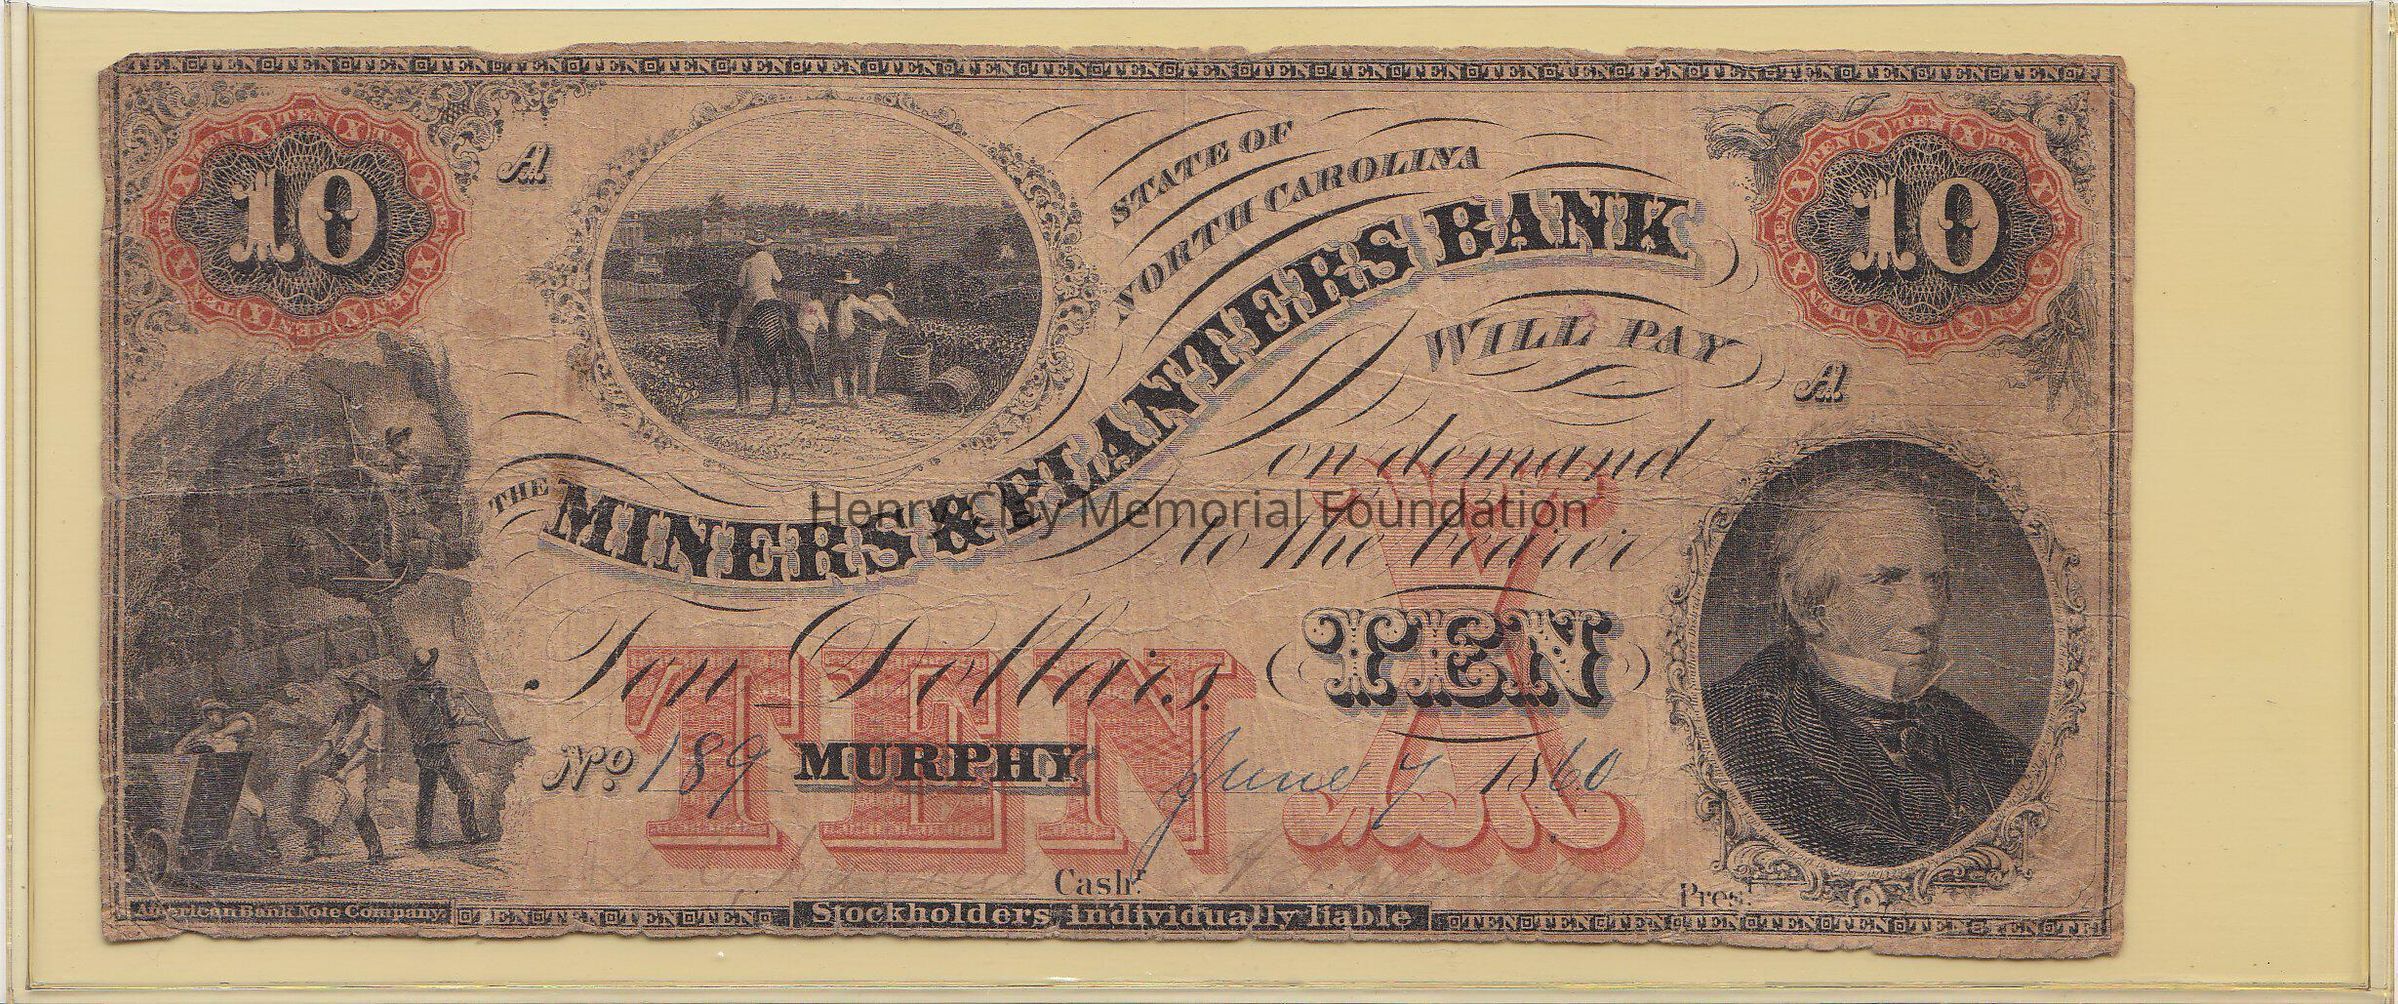 10
A
STATE OF
NORTH CAROLINA
10
THE MINERS & PLANTERS BANK
WILL PAY
A
on demand
to the bearer
Henry Clay Memorial Foundation
X
Ten Dollars
TEN
TEN
No 189 MURPHY June 7 1860
Cash.r
Pres.t
American Bank Note Company.
Stockholders individually liable